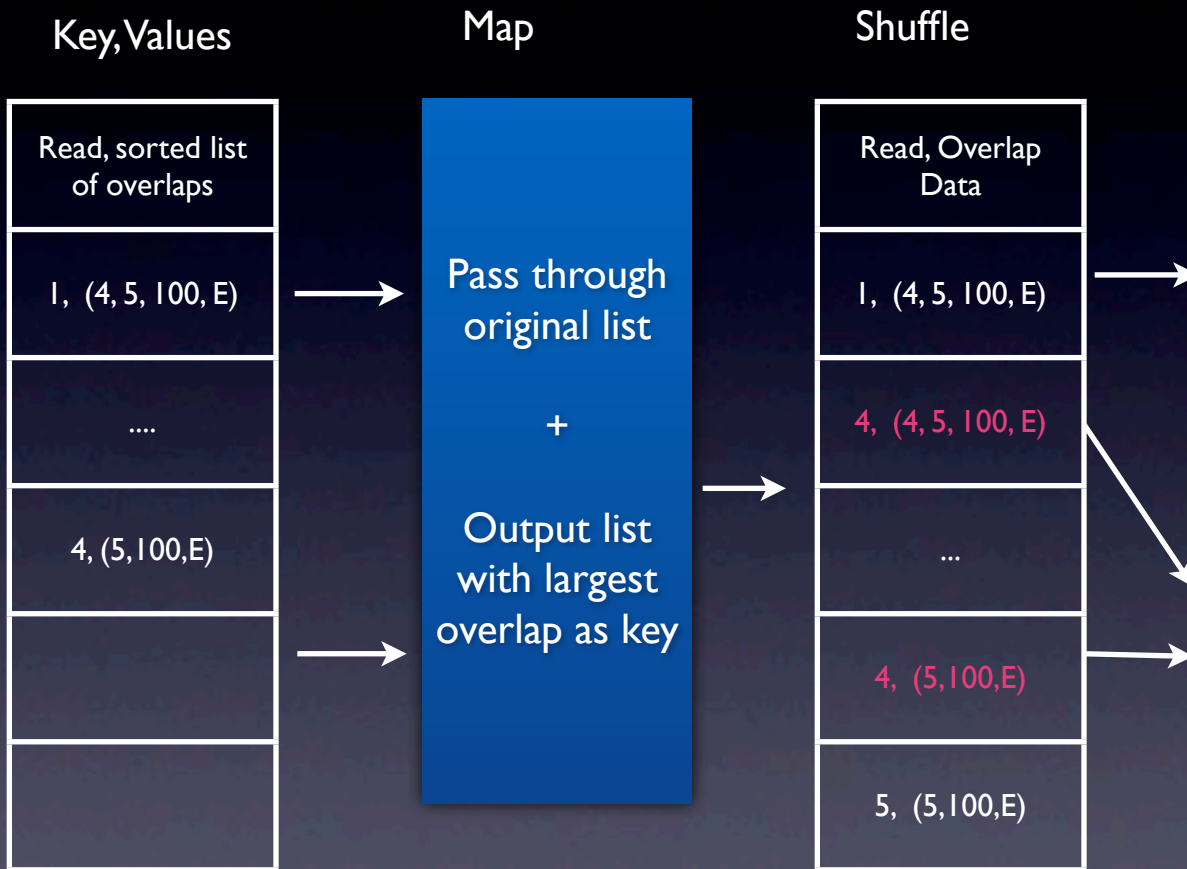 Key, Values
Map
Shuffle
Read, sorted list
of overlaps
1, (4, 5, 100, E)
....
4, (5,100,E)
Pass through
original list
+
Output list
with largest
overlap as key
Read, Overlap
Data
1, (4, 5, 100, E)
4, (4, 5, 100, E)
...
4, (5,100,E)
5, (5,100,E)